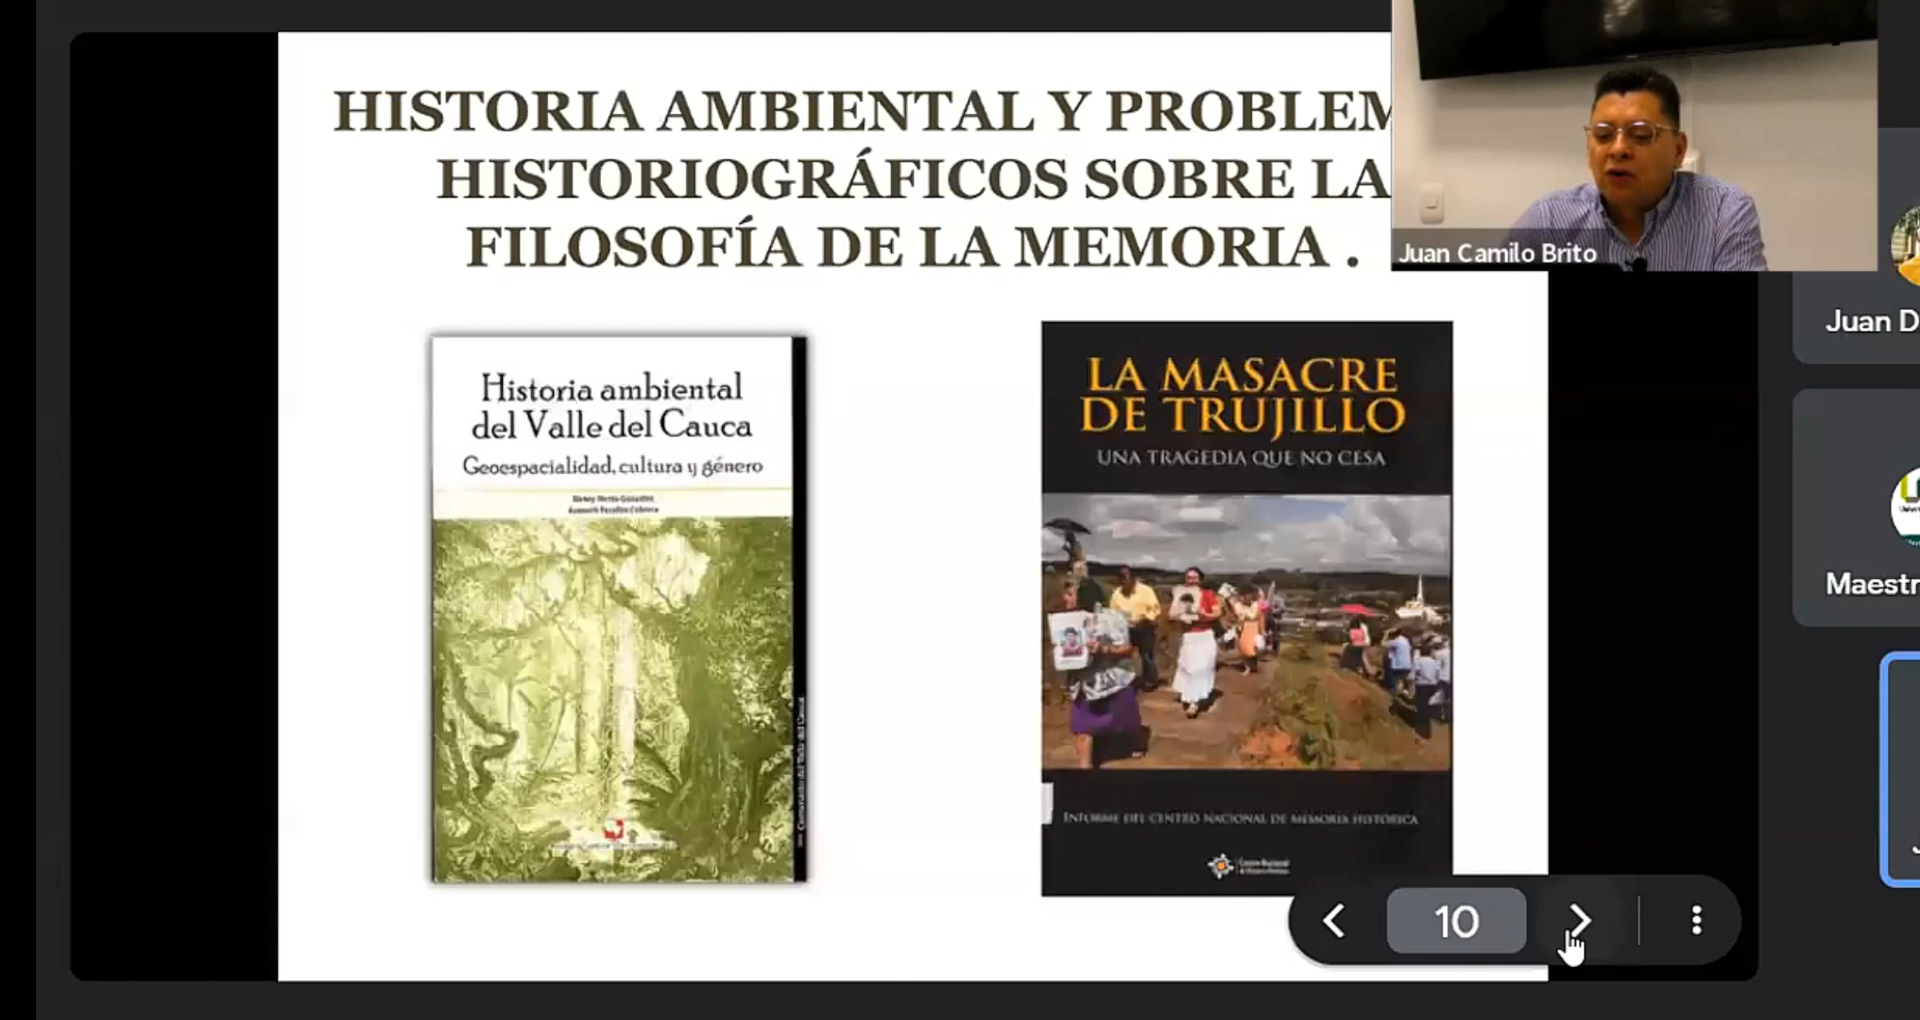 HISTORIA AMBIENTAL Y PROBLEM
HISTORIOGRÁFICOS SOBRE LA
FILOSOFÍA DE LA MEMORIA .
Juan Camilo Brito
Juan D
Maestr
Historia ambiental
del Valle del Cauca
Geoespacialidad, cultura y género
LA MASACRE
DE TRUJILLO
UNA TRAGEDIA QUE NO CESA
INFORME DEL CENTRO NACIONAL DE MEMORIA HISTÓRICA
10